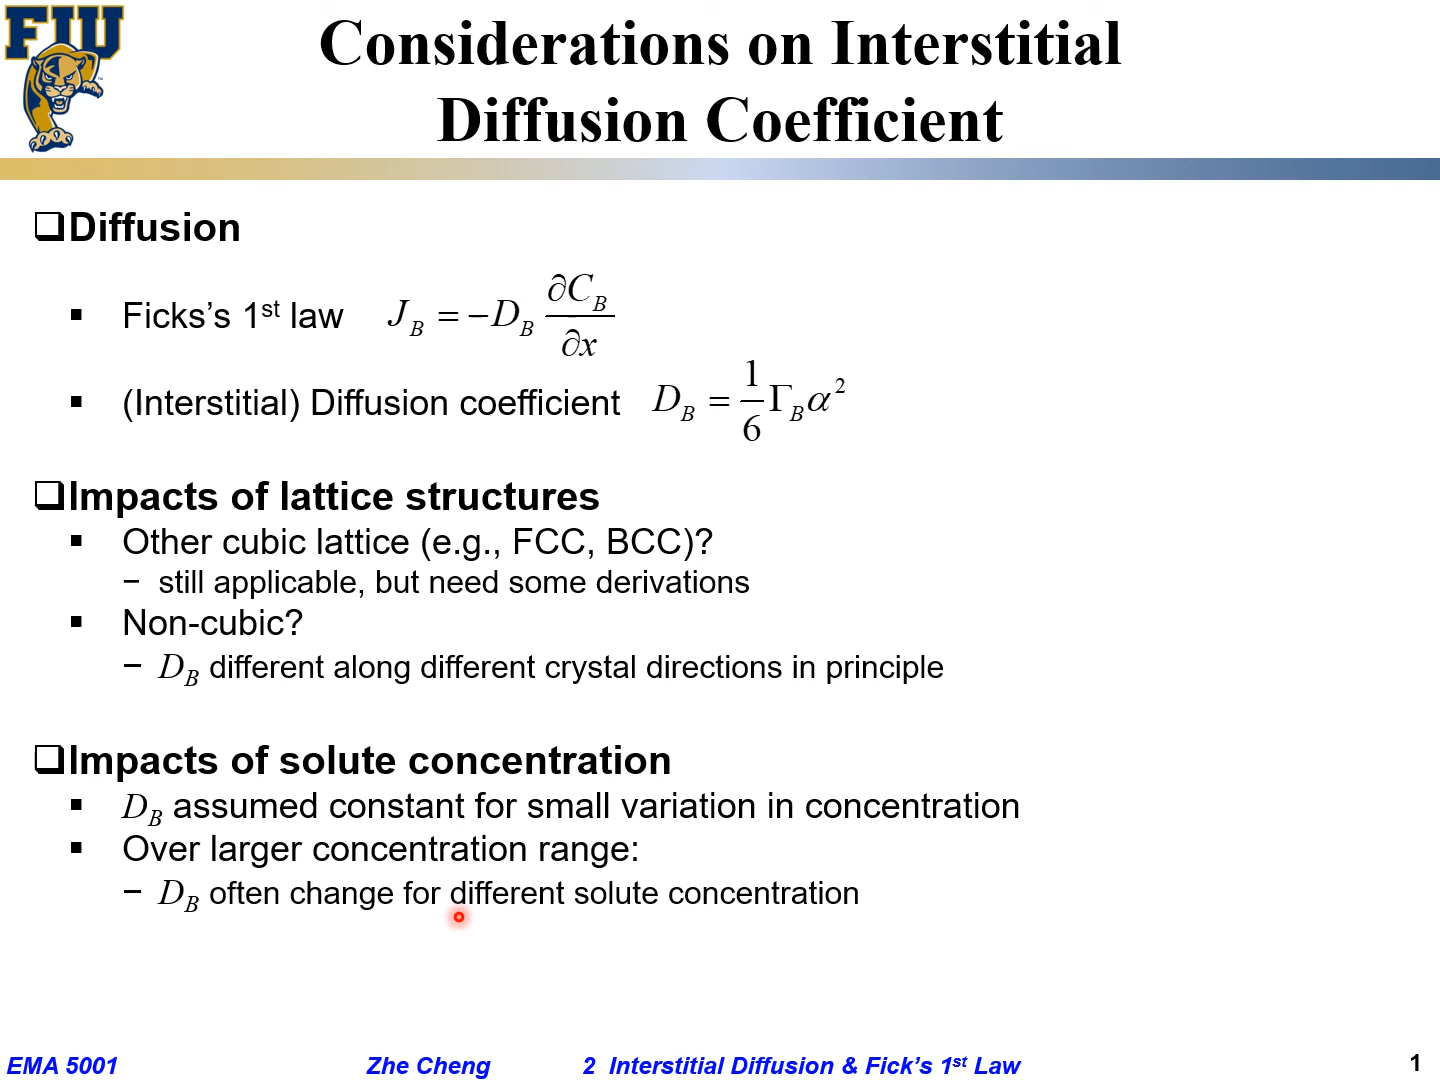 FIU
Considerations on Interstitial
Diffusion Coefficient
❑Diffusion
▪ Ficks’s 1st law J_B = −D_B ∂C_B/∂x
▪ (Interstitial) Diffusion coefficient D_B = 1/6 Γ_B α²
❑Impacts of lattice structures
▪ Other cubic lattice (e.g., FCC, BCC)?
− still applicable, but need some derivations
▪ Non-cubic?
− D_B different along different crystal directions in principle
❑Impacts of solute concentration
▪ D_B assumed constant for small variation in concentration
▪ Over larger concentration range:
− D_B often change for different solute concentration
EMA 5001 Zhe Cheng 2 Interstitial Diffusion & Fick’s 1st Law 1